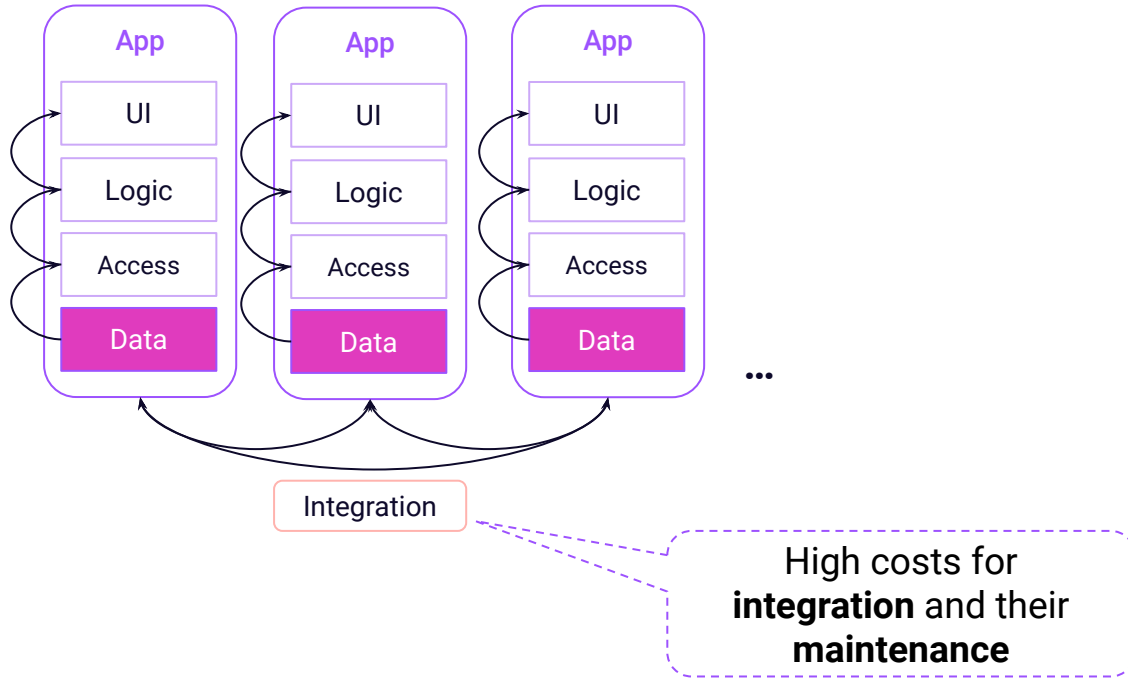 App
UI
Logic
Access
Data
App
UI
Logic
Access
Data
App
UI
Logic
Access
Data
...
Integration
High costs for
integration and their
maintenance